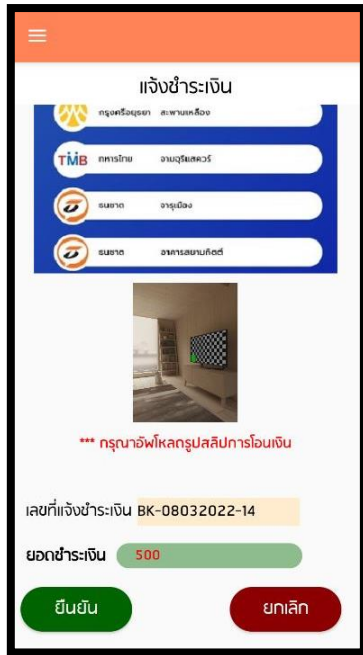 แจ้งชำระเงิน
กรุงศรีอยุธยา สะพานเหลือง
TMB ทหารไทย จามจุรีสแควร์
ธนชาต จารุเมือง
ธนชาต อาคารสยามกิตติ์
*** กรุณาอัพโหลดรูปสลิปการโอนเงิน
เลขที่แจ้งชำระเงิน BK-08032022-14
ยอดชำระเงิน 500
ยืนยัน ยกเลิก